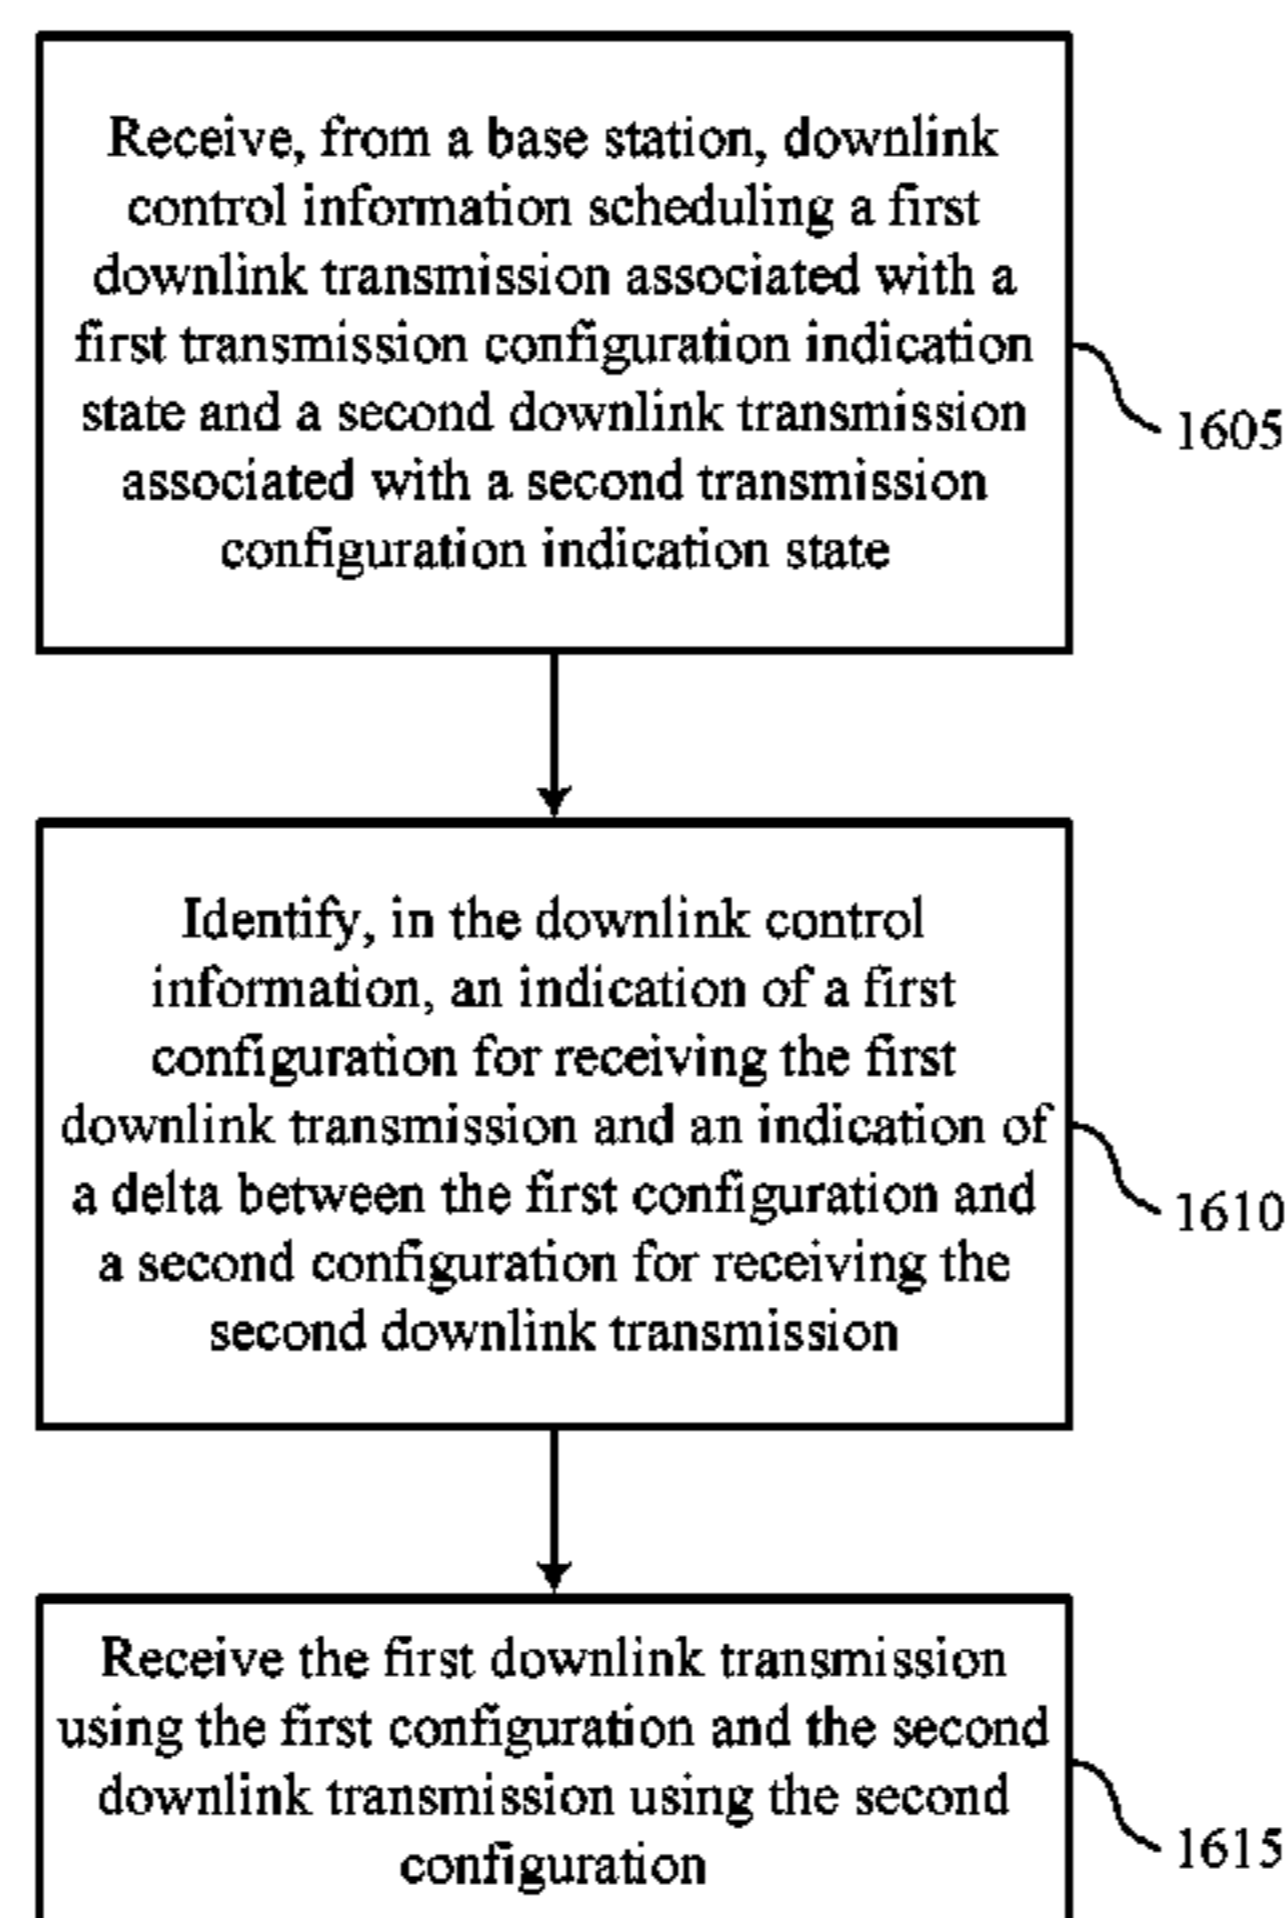 Receive, from a base station, downlink
control information scheduling a first
downlink transmission associated with a
first transmission configuration indication
state and a second downlink transmission
associated with a second transmission
configuration indication state
1605
Identify, in the downlink control
information, an indication of a first
configuration for receiving the first
downlink transmission and an indication of
a delta between the first configuration and
a second configuration for receiving the
second downlink transmission
1610
Receive the first downlink transmission
using the first configuration and the second
downlink transmission using the second
configuration
1615